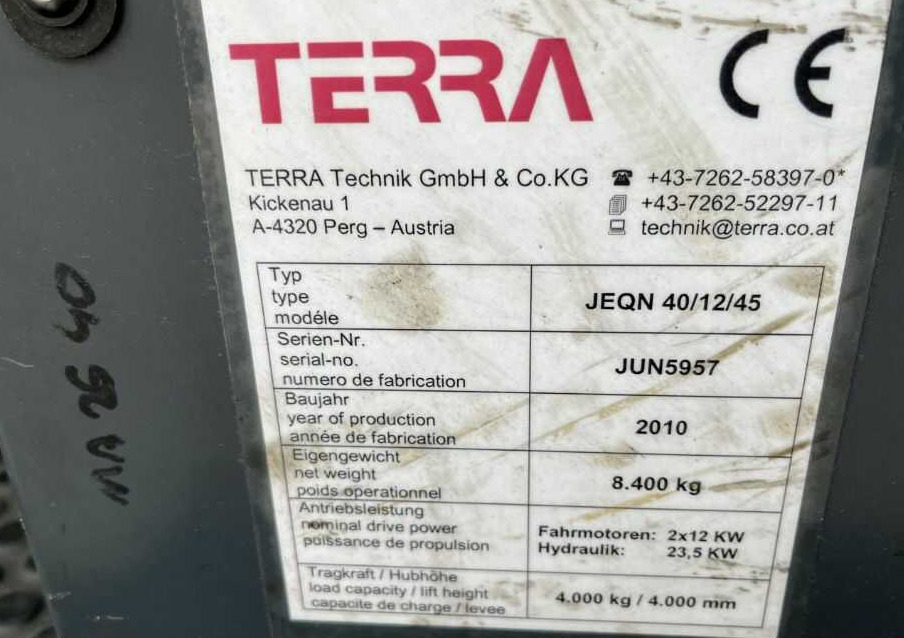 TERRA CE
TERRA Technik GmbH & Co.KG ☎ +43-7262-58397-0*
Kickenau 1 +43-7262-52297-11
A-4320 Perg – Austria technik@terra.co.at
Typ
type
modéle
JEQN 40/12/45
Serien-Nr.
serial-no.
numero de fabrication
JUN5957
Baujahr
year of production
année de fabrication
2010
Eigengewicht
net weight
poids operationnel
8.400 kg
Antriebsleistung
nominal drive power
puissance de propulsion
Fahrmotoren: 2x12 KW
Hydraulik: 23,5 KW
Tragkraft / Hubhöhe
load capacity / lift height
capacite de charge / levee
4.000 kg / 4.000 mm
MA 26 40